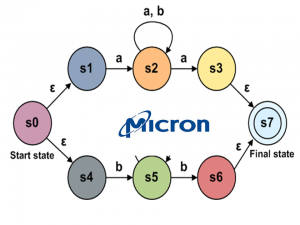 a, b
s1
a
s2
a
s3
ε
ε
s0
Micron
s7
Start state
Final state
ε
ε
s4
b
s5
b
s6